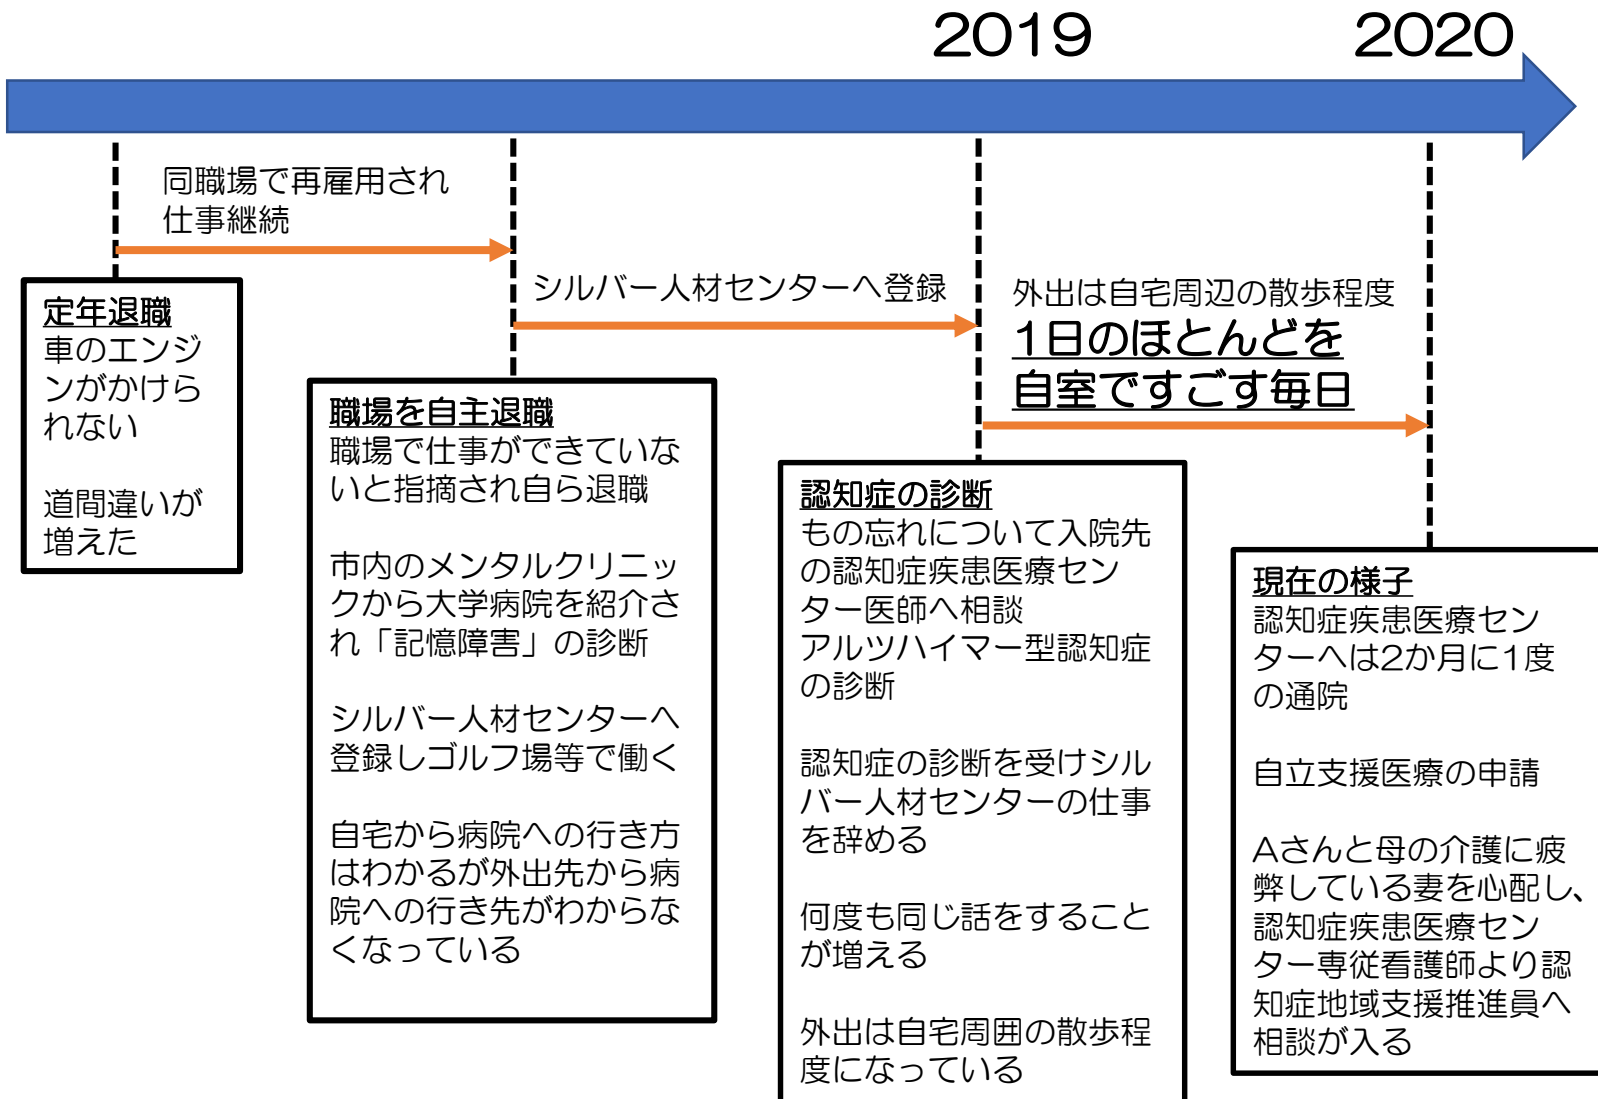 2019
2020
同職場で再雇用され
仕事継続
シルバー人材センターへ登録
外出は自宅周辺の散歩程度
1日のほとんどを
自室ですごす毎日
定年退職
車のエンジ
ンがかけら
れない
道間違いが
増えた
職場を自主退職
職場で仕事ができていな
いと指摘され自ら退職
市内のメンタルクリニッ
クから大学病院を紹介さ
れ「記憶障害」の診断
シルバー人材センターへ
登録しゴルフ場等で働く
自宅から病院への行き方
はわかるが外出先から病
院への行き先がわからな
くなっている
認知症の診断
もの忘れについて入院先
の認知症疾患医療セン
ター医師へ相談
アルツハイマー型認知症
の診断
認知症の診断を受けシル
バー人材センターの仕事
を辞める
何度も同じ話をすること
が増える
外出は自宅周囲の散歩程
度になっている
現在の様子
認知症疾患医療セン
ターへは2か月に1度
の通院
自立支援医療の申請
Aさんと母の介護に疲
弊している妻を心配し、
認知症疾患医療セン
ター専従看護師より認
知症地域支援推進員へ
相談が入る